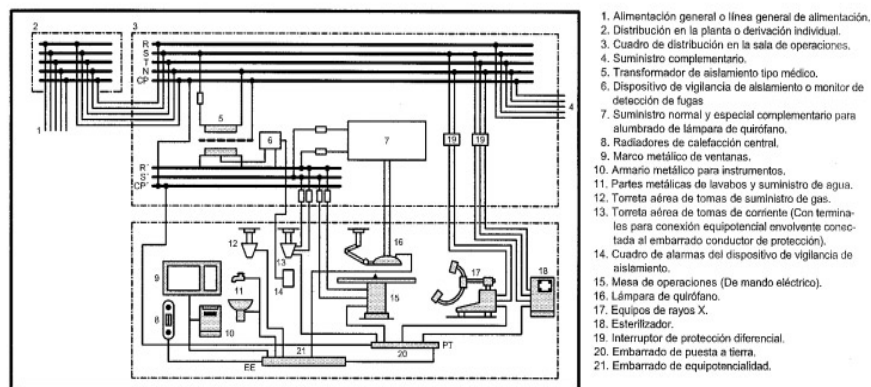 2
3
R
S
T
N
CP
1
5
6
7
19
19
4
R´
S´
CP´
12
13
16
9
11
14
15
17
18
8
10
21
20
PT
EE
1. Alimentación general o línea general de alimentación.
2. Distribución en la planta o derivación individual.
3. Cuadro de distribución en la sala de operaciones.
4. Suministro complementario.
5. Transformador de aislamiento tipo médico.
6. Dispositivo de vigilancia de aislamiento o monitor de
detección de fugas
7. Suministro normal y especial complementario para
alumbrado de lámpara de quirófano.
8. Radiadores de calefacción central.
9. Marco metálico de ventanas.
10. Armario metálico para instrumentos.
11. Partes metálicas de lavabos y suministro de agua.
12. Torreta aérea de tomas de suministro de gas.
13. Torreta aérea de tomas de corriente (Con termina-
les para conexión equipotencial envolvente conec-
tada al embarrado conductor de protección).
14. Cuadro de alarmas del dispositivo de vigilancia de
aislamiento.
15. Mesa de operaciones (De mando eléctrico).
16. Lámpara de quirófano.
17. Equipos de rayos X.
18. Esterilizador.
19. Interruptor de protección diferencial.
20. Embarrado de puesta a tierra.
21. Embarrado de equipotencialidad.